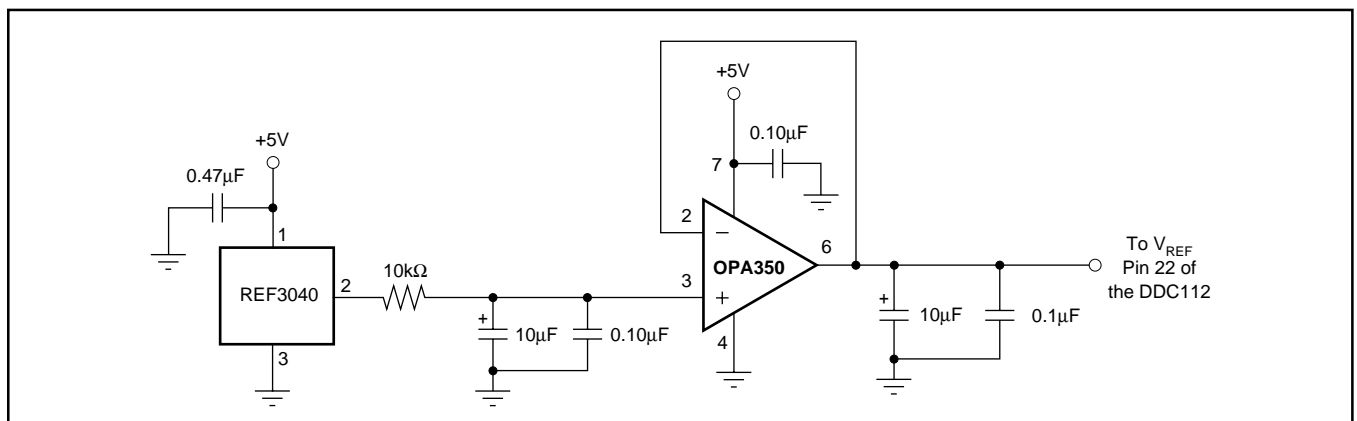 +5V
0.47µF
1
REF3040
2
3
10kΩ
+
10µF
0.10µF
+5V
7
0.10µF
2
−
OPA350
3
+
4
6
+
10µF
0.1µF
To VREF
Pin 22 of
the DDC112